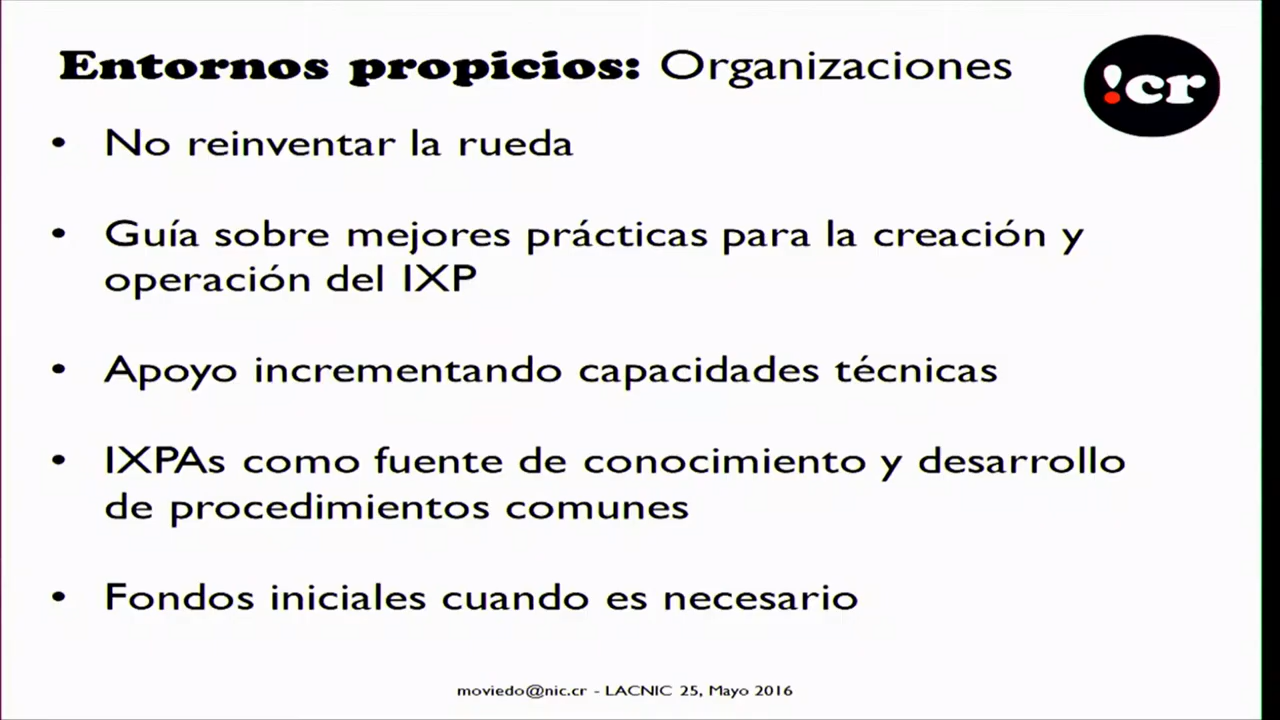 Entornos propicios: Organizaciones
!cr
• No reinventar la rueda
• Guía sobre mejores prácticas para la creación y
operación del IXP
• Apoyo incrementando capacidades técnicas
• IXPAs como fuente de conocimiento y desarrollo
de procedimientos comunes
• Fondos iniciales cuando es necesario
moviedo@nic.cr - LACNIC 25, Mayo 2016